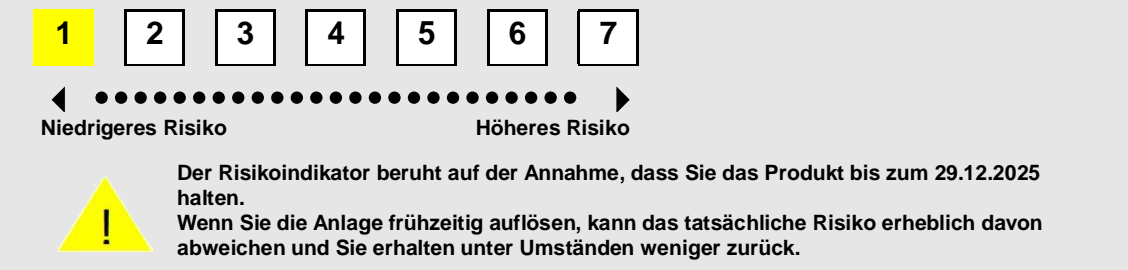 1 2 3 4 5 6 7
Niedrigeres Risiko Höheres Risiko
Der Risikoindikator beruht auf der Annahme, dass Sie das Produkt bis zum 29.12.2025
halten.
Wenn Sie die Anlage frühzeitig auflösen, kann das tatsächliche Risiko erheblich davon
abweichen und Sie erhalten unter Umständen weniger zurück.
!